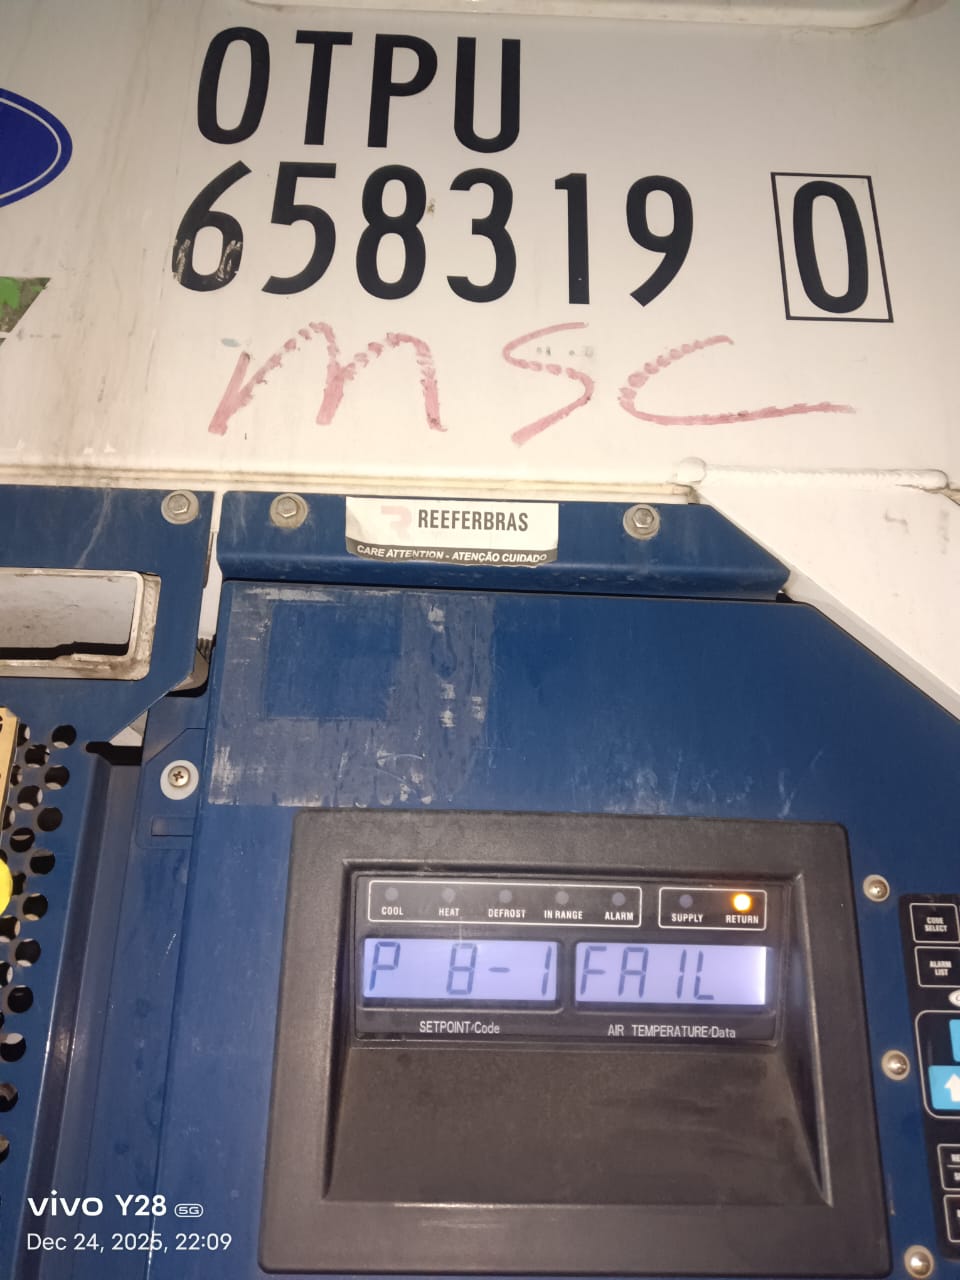 OTPU
658319 0
MSC
REEFERBRAS
CARE ATTENTION - ATENÇÃO CUIDADO
COOL HEAT DEFROST IN RANGE ALARM SUPPLY RETURN
P 8-1 FAIL
SETPOINT/Code AIR TEMPERATURE/Data
CODE
SELECT
ALARM
LIST
vivo Y28 5G
Dec 24, 2025, 22:09